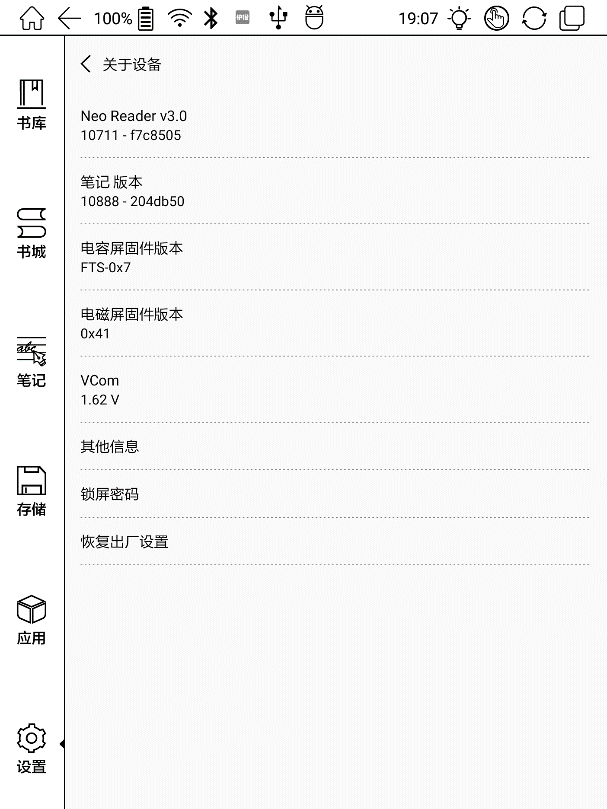 100%
19:07
关于设备
Neo Reader v3.0
10711 - f7c8505
笔记 版本
10888 - 204db50
电容屏固件版本
FTS-0x7
电磁屏固件版本
0x41
VCom
1.62 V
其他信息
锁屏密码
恢复出厂设置
书库
书城
abc
笔记
存储
应用
设置